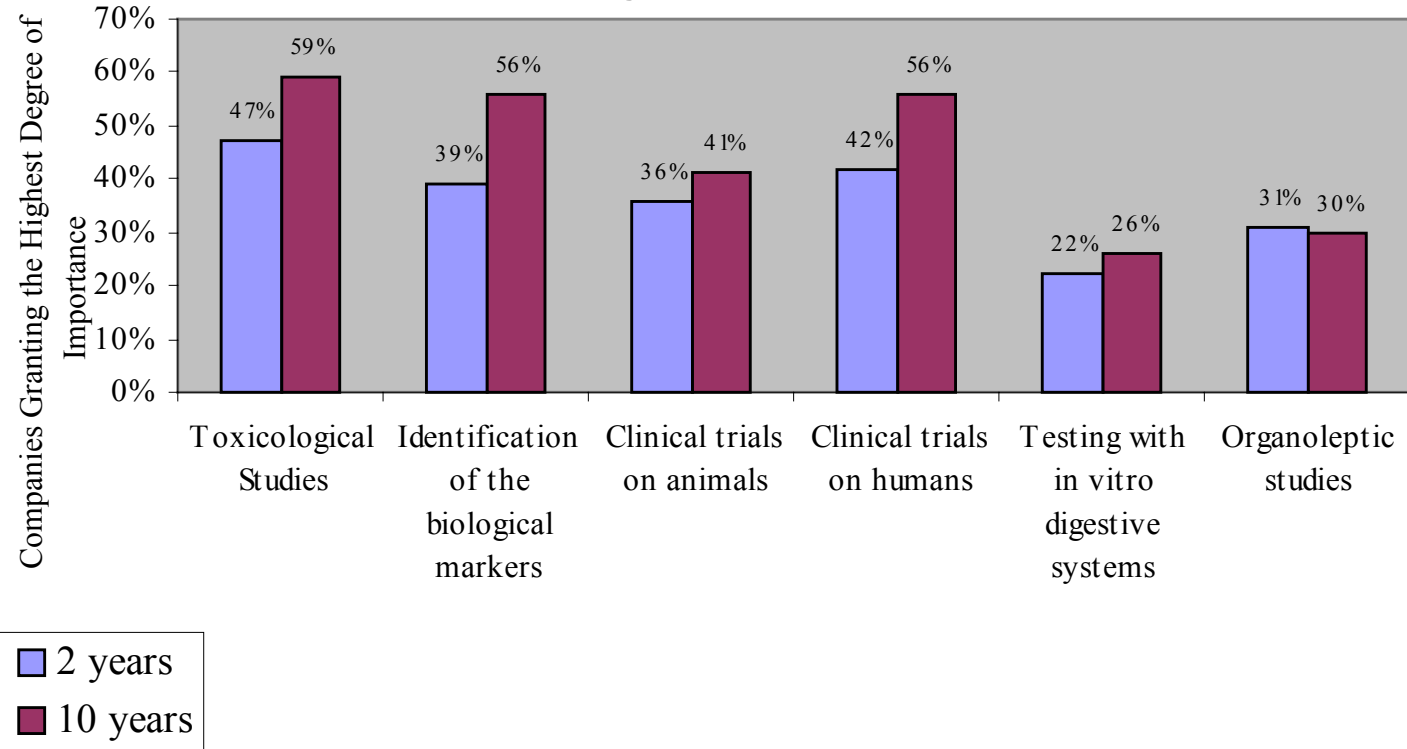 Companies Granting the Highest Degree of
Importance
70%
60%
50%
40%
30%
20%
10%
0%
47%
59%
39%
56%
36%
41%
42%
56%
22%
26%
31%
30%
Toxicological
Studies
Identification
of the
biological
markers
Clinical trials
on animals
Clinical trials
on humans
Testing with
in vitro
digestive
systems
Organoleptic
studies
2 years
10 years